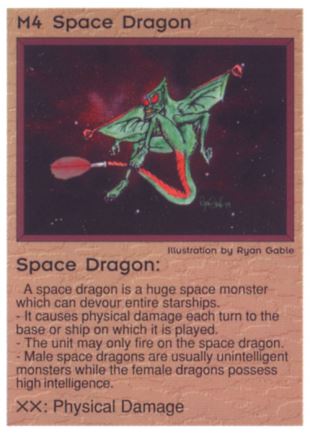 M4 Space Dragon
Illustration by Ryan Gable
Space Dragon:
A space dragon is a huge space monster
which can devour entire starships.
- It causes physical damage each turn to the
base or ship on which it is played.
- The unit may only fire on the space dragon.
- Male space dragons are usually unintelligent
monsters while the female dragons possess
high intelligence.
XX: Physical Damage